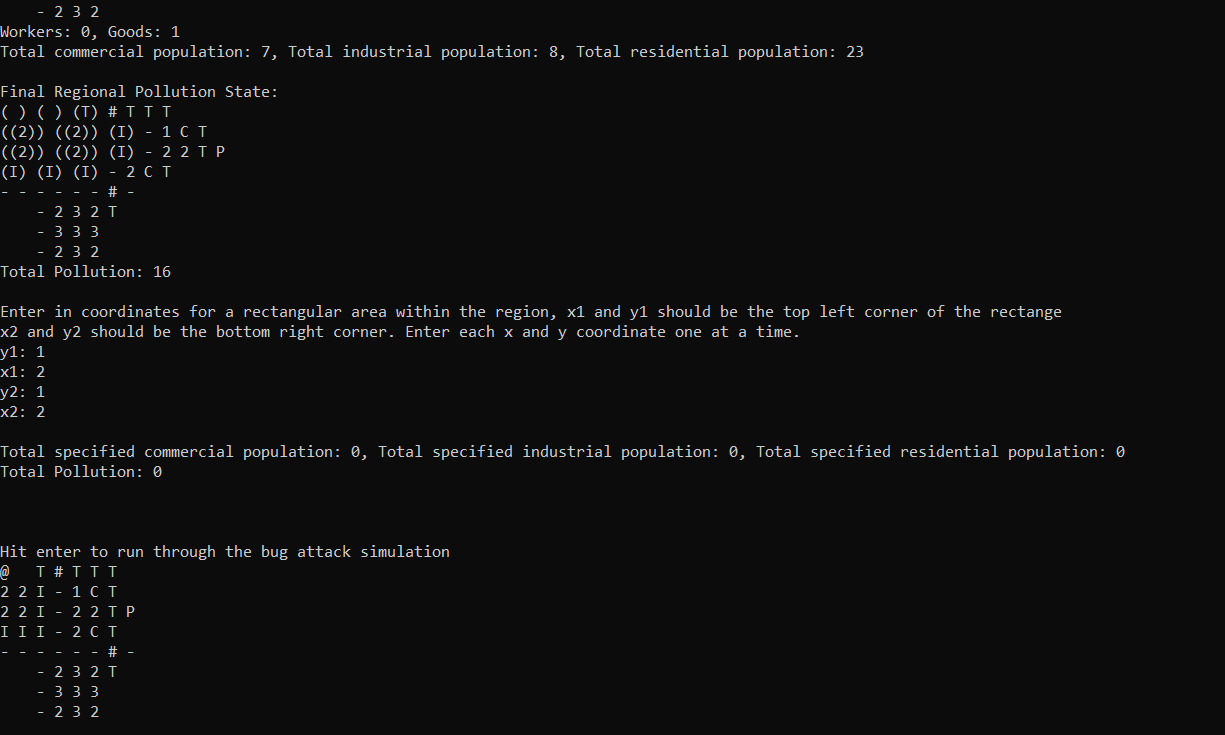 - 2 3 2
Workers: 0, Goods: 1
Total commercial population: 7, Total industrial population: 8, Total residential population: 23

Final Regional Pollution State:
( ) ( ) (T) # T T T
((2)) ((2)) (I) - 1 C T
((2)) ((2)) (I) - 2 2 T P
(I) (I) (I) - 2 C T
- - - - - - # -
    - 2 3 2 T
    - 3 3 3
    - 2 3 2
Total Pollution: 16

Enter in coordinates for a rectangular area within the region, x1 and y1 should be the top left corner of the rectange
x2 and y2 should be the bottom right corner. Enter each x and y coordinate one at a time.
y1: 1
x1: 2
y2: 1
x2: 2

Total specified commercial population: 0, Total specified industrial population: 0, Total specified residential population: 0
Total Pollution: 0

Hit enter to run through the bug attack simulation
@   T # T T T
2 2 I - 1 C T
2 2 I - 2 2 T P
I I I - 2 C T
- - - - - - # -
    - 2 3 2 T
    - 3 3 3
    - 2 3 2